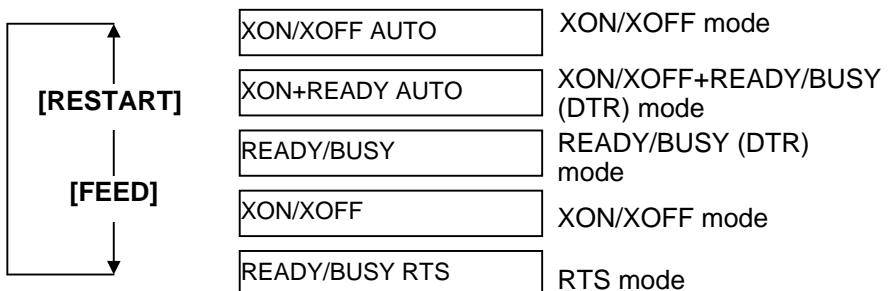 XON/XOFF AUTO XON/XOFF mode
[RESTART]
XON+READY AUTO XON/XOFF+READY/BUSY
(DTR) mode
READY/BUSY READY/BUSY (DTR)
mode
[FEED]
XON/XOFF XON/XOFF mode
READY/BUSY RTS RTS mode